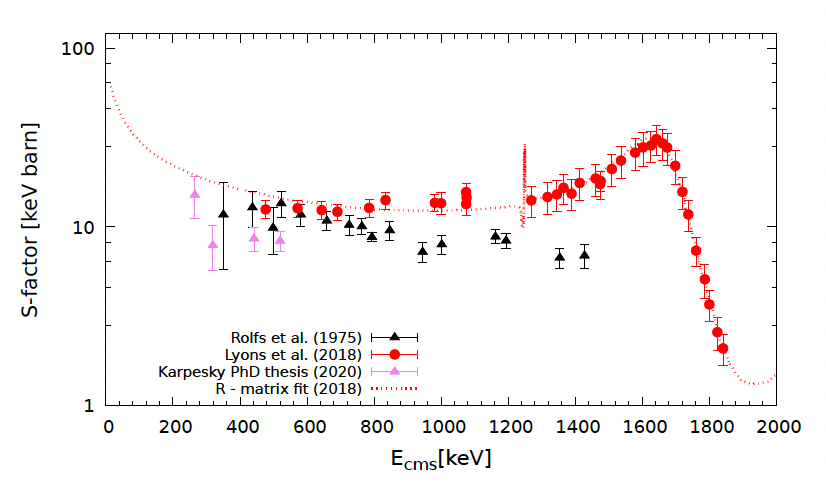 100
10
1
S-factor [keV barn]
Rolfs et al. (1975)
Lyons et al. (2018)
Karpesky PhD thesis (2020)
R - matrix fit (2018)
0 200 400 600 800 1000 1200 1400 1600 1800 2000
Ecms[keV]